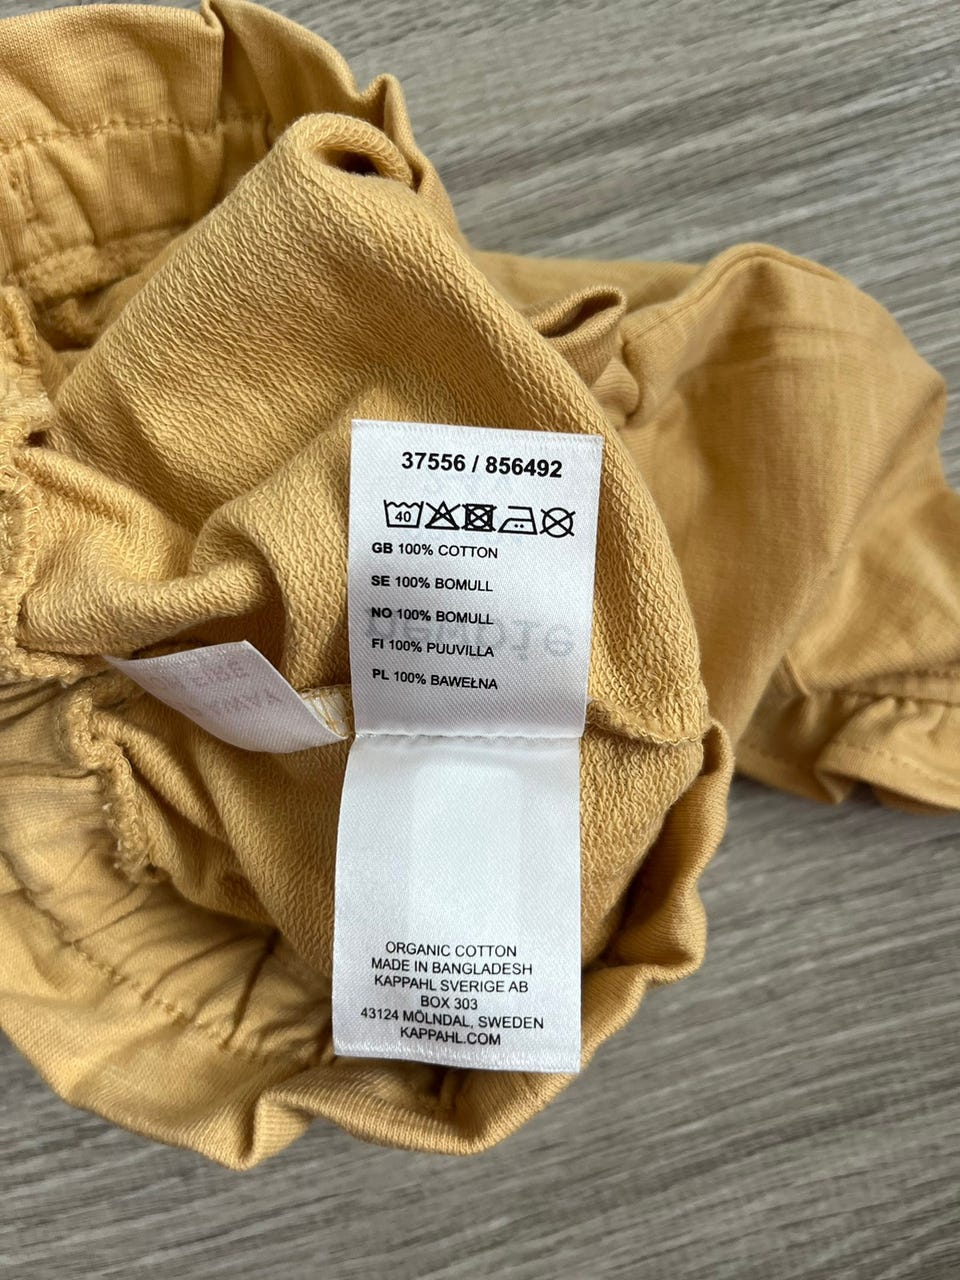 37556 / 856492
40
GB 100% COTTON
SE 100% BOMULL
NO 100% BOMULL
FI 100% PUUVILLA
PL 100% BAWEŁNA
ORGANIC COTTON
MADE IN BANGLADESH
KAPPAHL SVERIGE AB
BOX 303
43124 MÖLNDAL, SWEDEN
KAPPAHL.COM